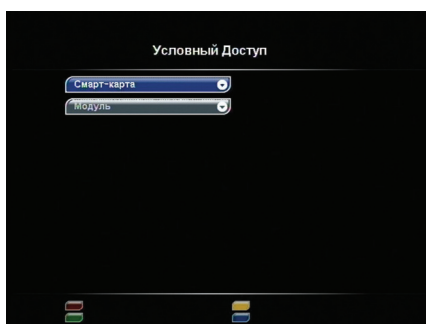 Условный Доступ
Смарт-карта
Модуль